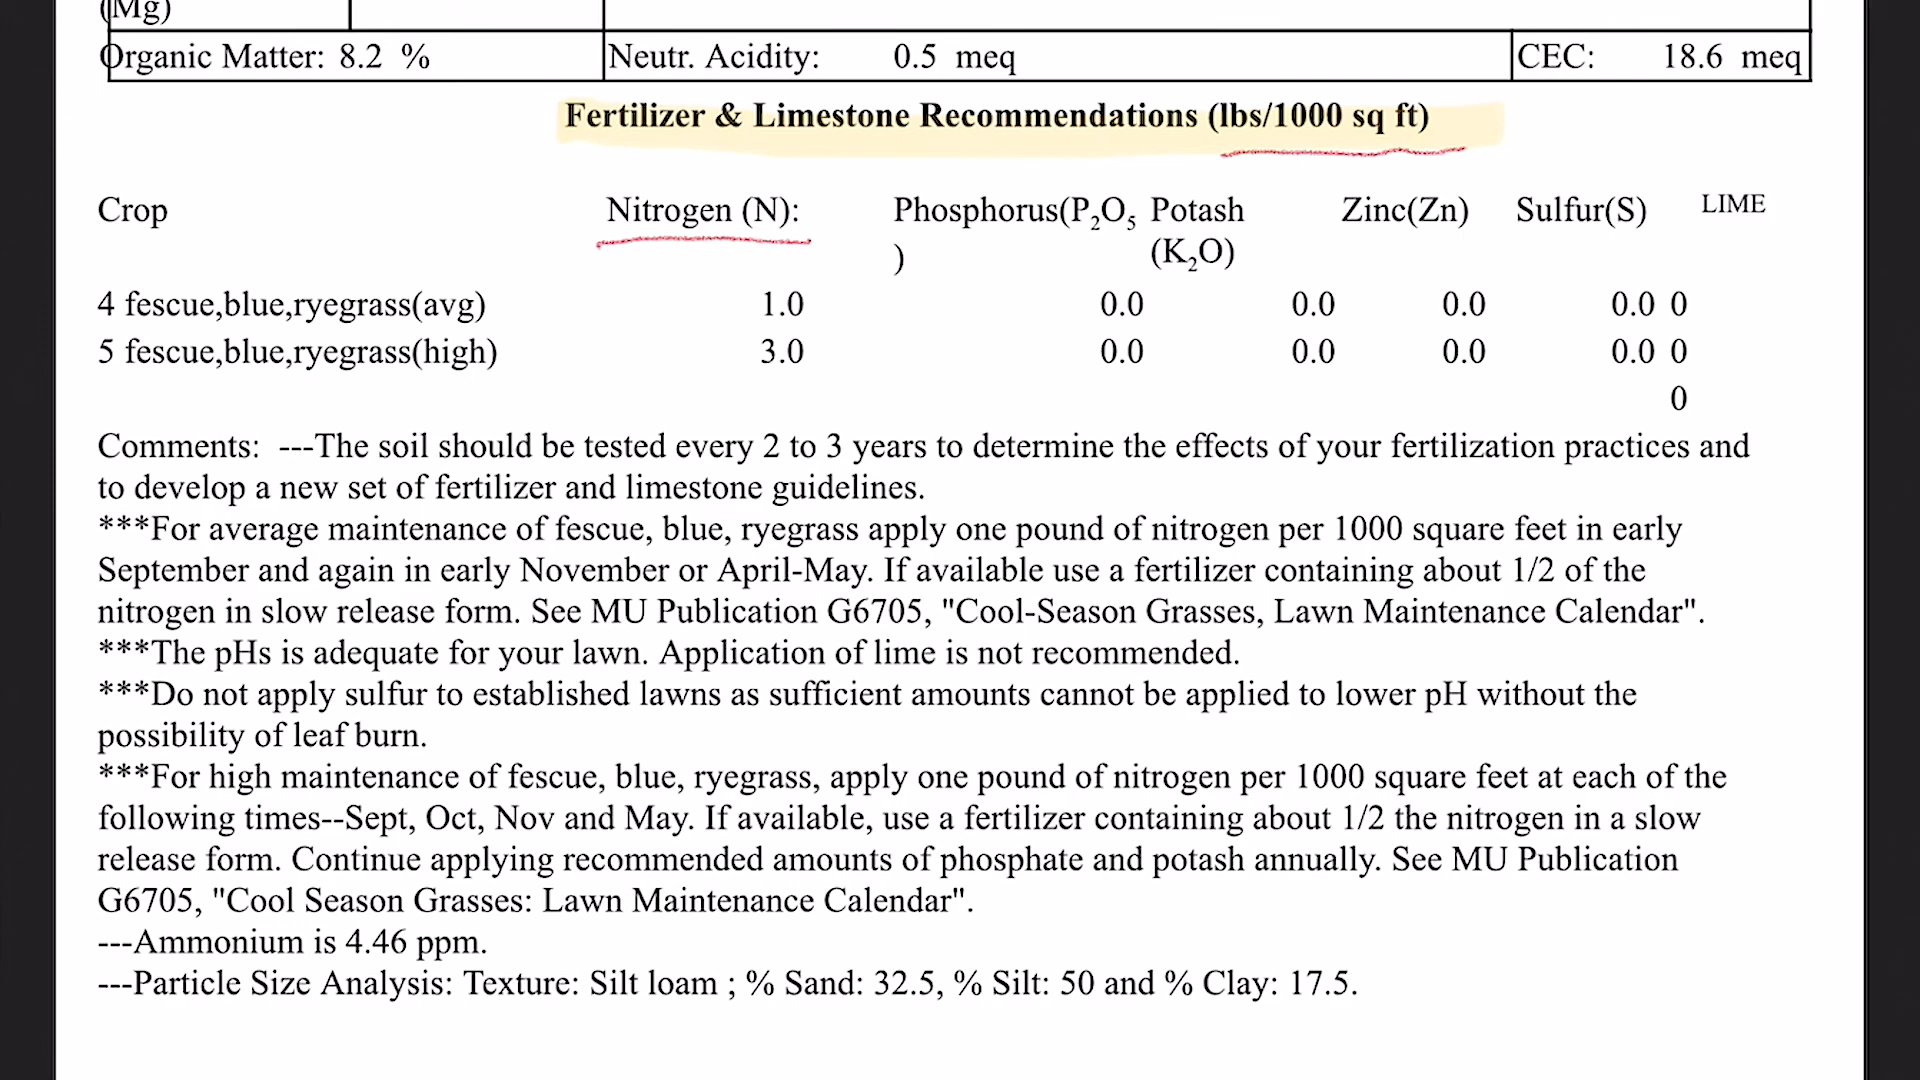 (Mg)
Organic Matter: 8.2 % Neutr. Acidity: 0.5 meq CEC: 18.6 meq
Fertilizer & Limestone Recommendations (lbs/1000 sq ft)
Crop Nitrogen (N): Phosphorus(P₂O₅ Potash Zinc(Zn) Sulfur(S) LIME
) (K₂O)
4 fescue,blue,ryegrass(avg) 1.0 0.0 0.0 0.0 0.0 0
5 fescue,blue,ryegrass(high) 3.0 0.0 0.0 0.0 0.0 0
0
Comments: ---The soil should be tested every 2 to 3 years to determine the effects of your fertilization practices and
to develop a new set of fertilizer and limestone guidelines.
***For average maintenance of fescue, blue, ryegrass apply one pound of nitrogen per 1000 square feet in early
September and again in early November or April-May. If available use a fertilizer containing about 1/2 of the
nitrogen in slow release form. See MU Publication G6705, "Cool-Season Grasses, Lawn Maintenance Calendar".
***The pHs is adequate for your lawn. Application of lime is not recommended.
***Do not apply sulfur to established lawns as sufficient amounts cannot be applied to lower pH without the
possibility of leaf burn.
***For high maintenance of fescue, blue, ryegrass, apply one pound of nitrogen per 1000 square feet at each of the
following times--Sept, Oct, Nov and May. If available, use a fertilizer containing about 1/2 the nitrogen in a slow
release form. Continue applying recommended amounts of phosphate and potash annually. See MU Publication
G6705, "Cool Season Grasses: Lawn Maintenance Calendar".
---Ammonium is 4.46 ppm.
---Particle Size Analysis: Texture: Silt loam ; % Sand: 32.5, % Silt: 50 and % Clay: 17.5.